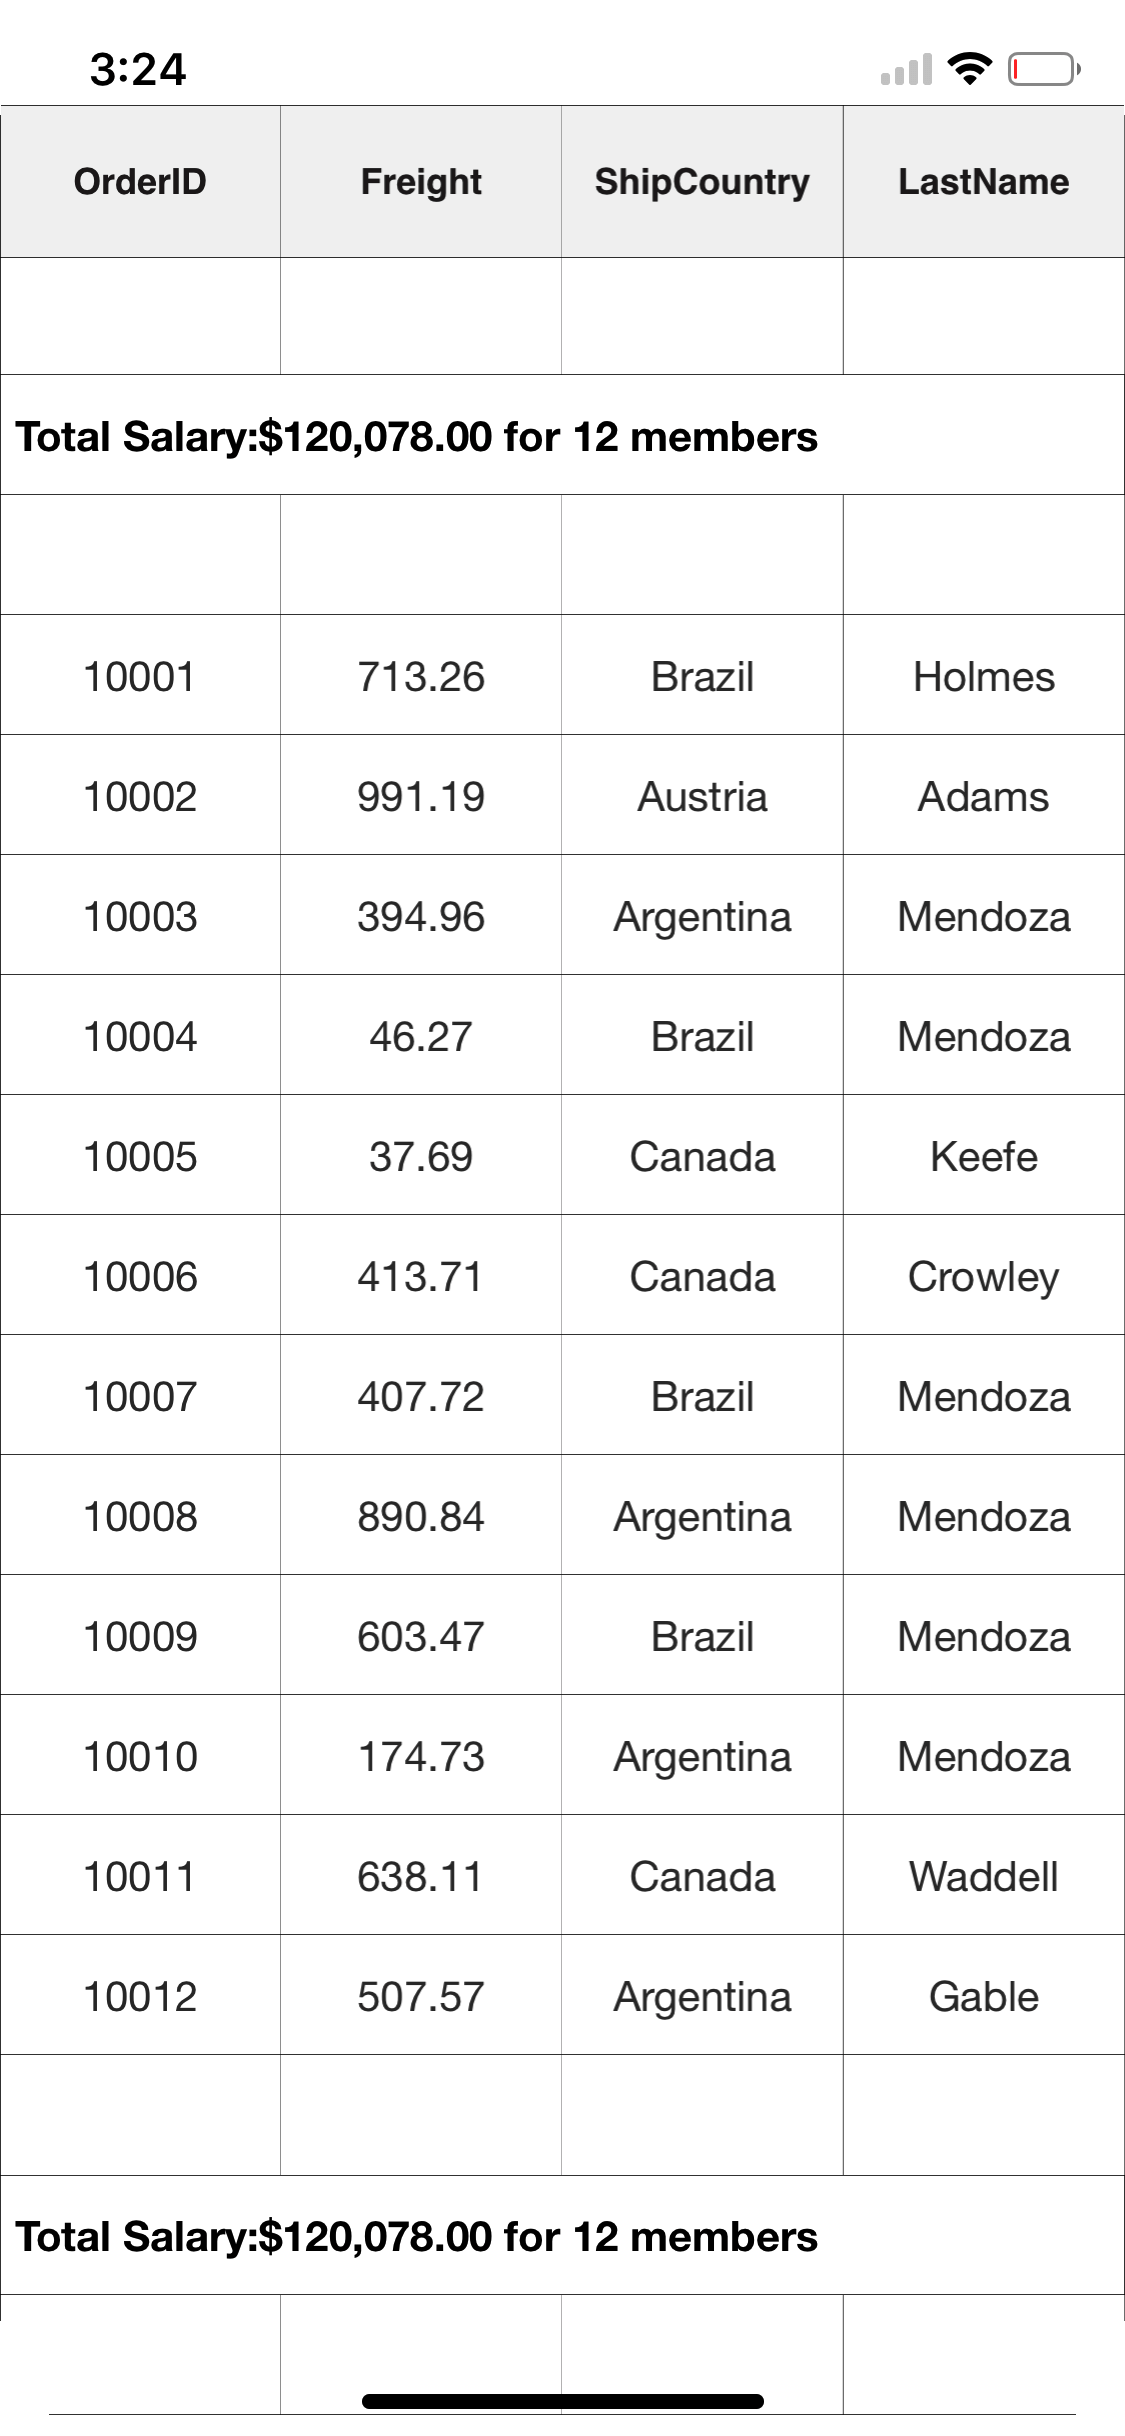 3:24
OrderID Freight ShipCountry LastName
Total Salary:$120,078.00 for 12 members
10001 713.26 Brazil Holmes
10002 991.19 Austria Adams
10003 394.96 Argentina Mendoza
10004 46.27 Brazil Mendoza
10005 37.69 Canada Keefe
10006 413.71 Canada Crowley
10007 407.72 Brazil Mendoza
10008 890.84 Argentina Mendoza
10009 603.47 Brazil Mendoza
10010 174.73 Argentina Mendoza
10011 638.11 Canada Waddell
10012 507.57 Argentina Gable
Total Salary:$120,078.00 for 12 members